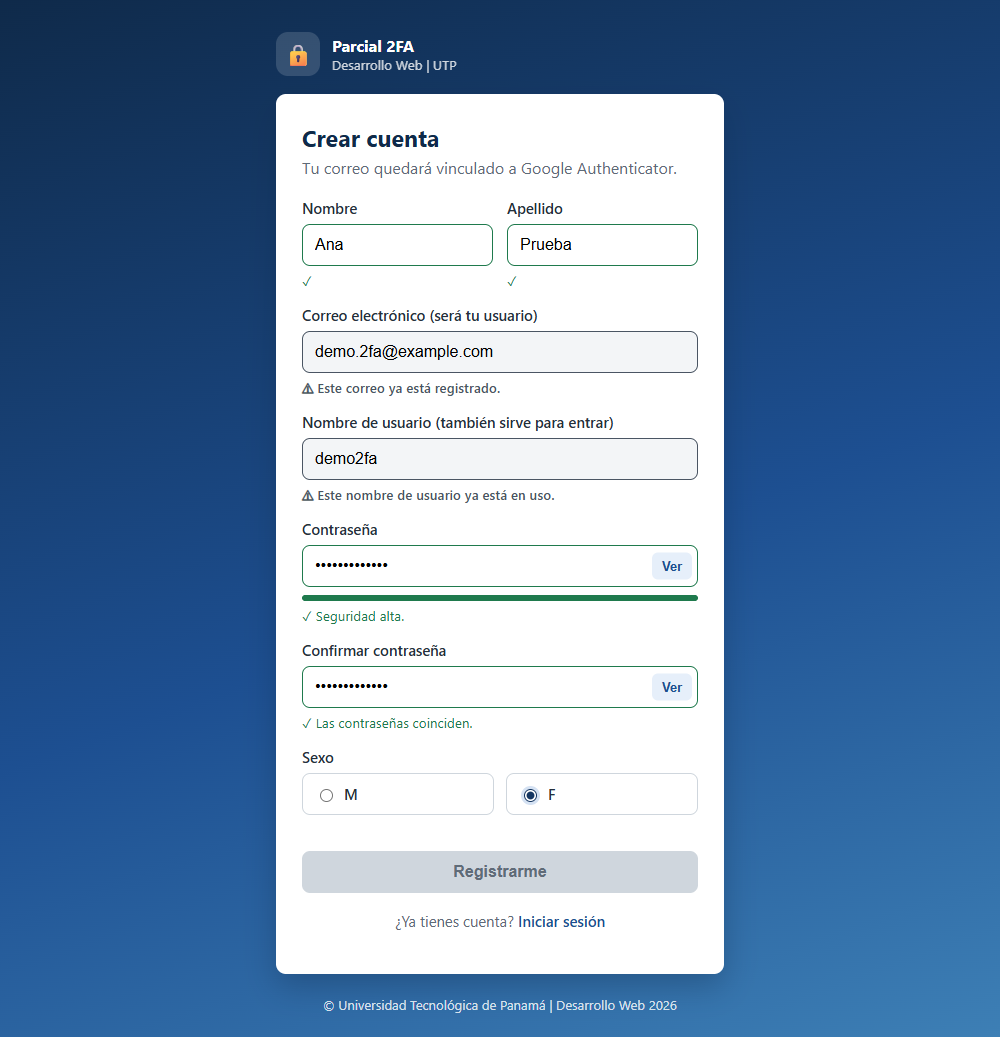 Parcial 2FA
Desarrollo Web | UTP
Crear cuenta
Tu correo quedará vinculado a Google Authenticator.
Nombre Apellido
Ana Prueba
✓ ✓
Correo electrónico (será tu usuario)
demo.2fa@example.com
⚠ Este correo ya está registrado.
Nombre de usuario (también sirve para entrar)
demo2fa
⚠ Este nombre de usuario ya está en uso.
Contraseña
••••••••••••• Ver
✓ Seguridad alta.
Confirmar contraseña
••••••••••••• Ver
✓ Las contraseñas coinciden.
Sexo
M F
Registrarme
¿Ya tienes cuenta? Iniciar sesión
© Universidad Tecnológica de Panamá | Desarrollo Web 2026